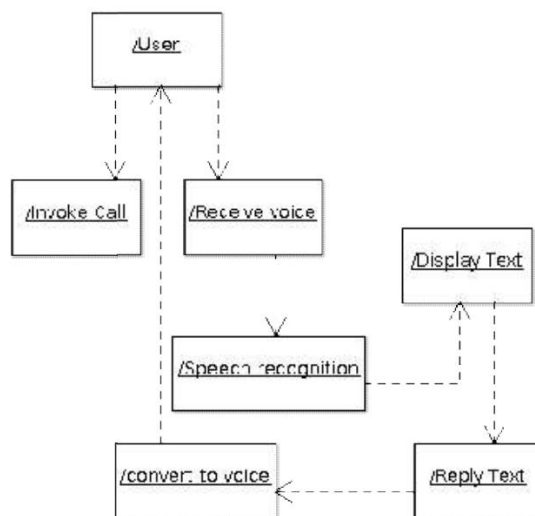 /User
/Invoke Call
/Receive voice
/Display Text
/Speech recognition
/convert to voice
/Reply Text